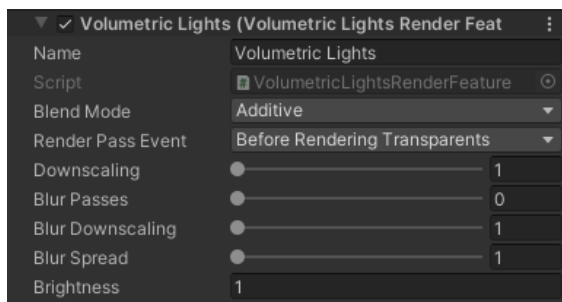 Volumetric Lights (Volumetric Lights Render Feat
Name Volumetric Lights
Script VolumetricLightsRenderFeature
Blend Mode Additive
Render Pass Event Before Rendering Transparents
Downscaling 1
Blur Passes 0
Blur Downscaling 1
Blur Spread 1
Brightness 1